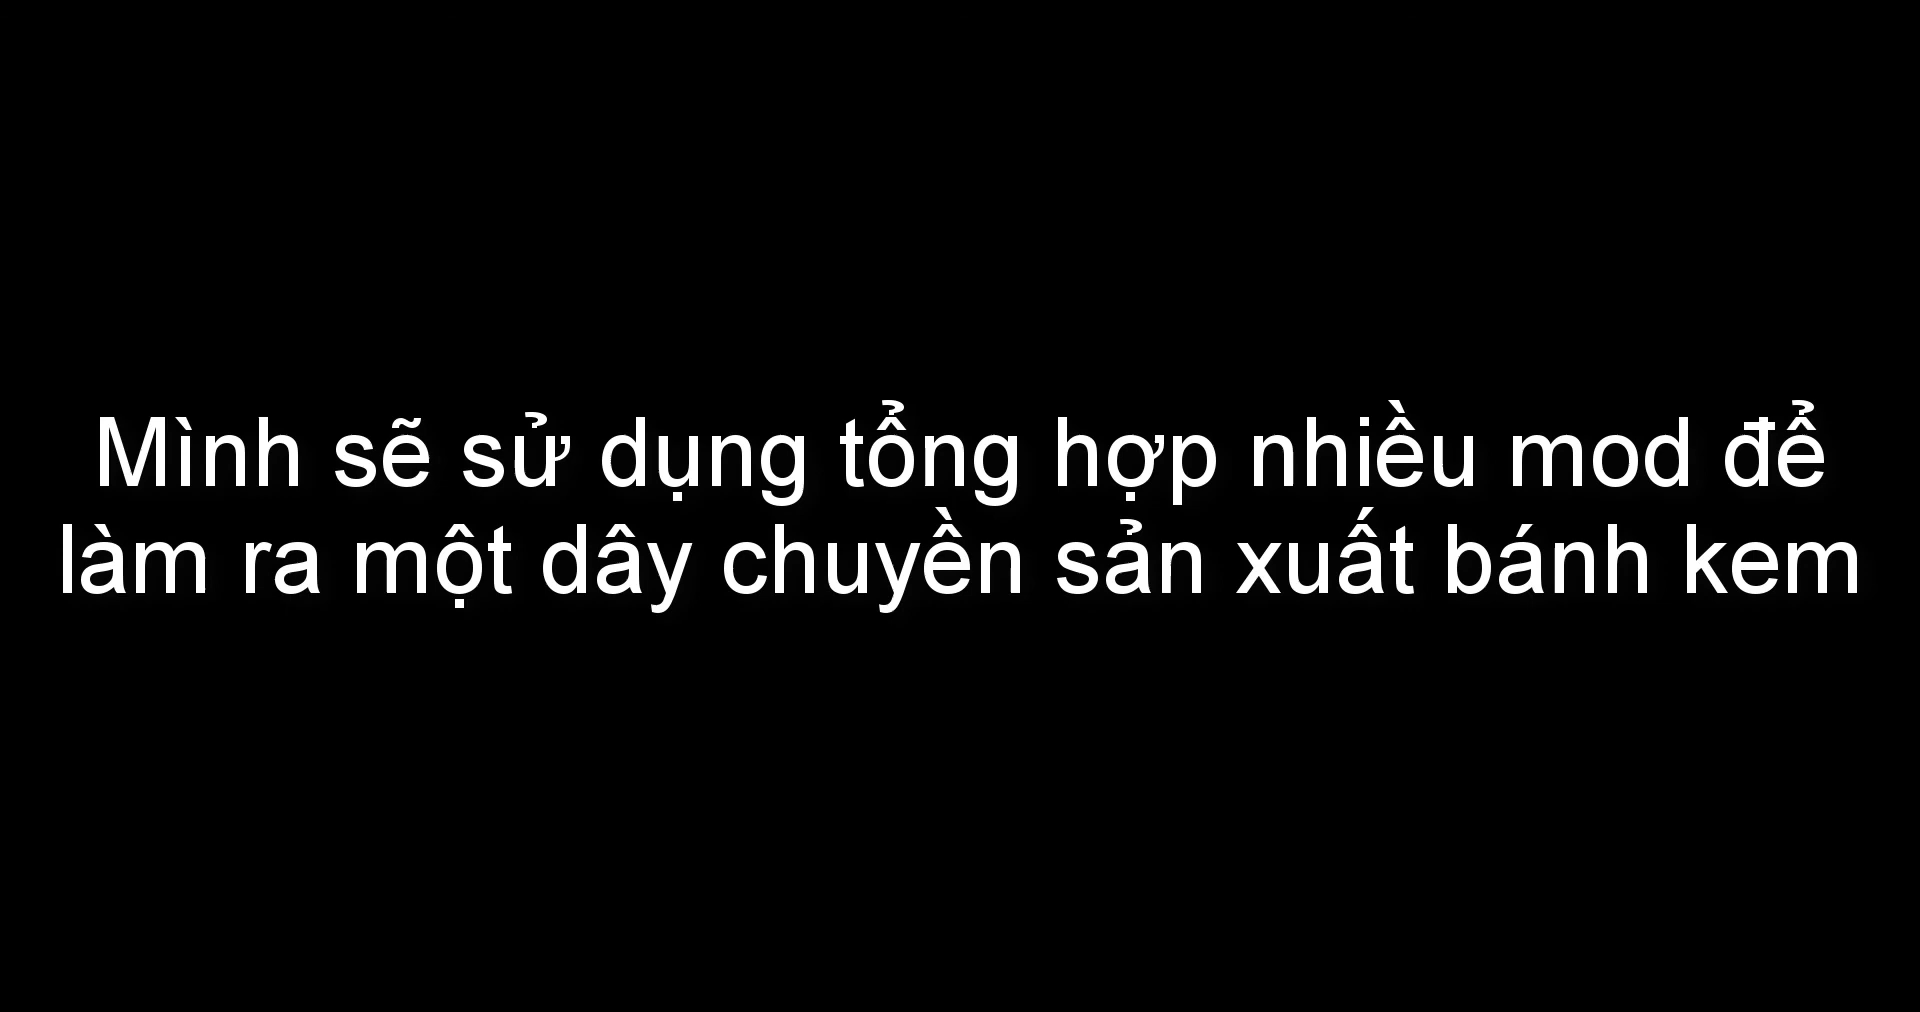 Mình sẽ sử dụng tổng hợp nhiều mod để
làm ra một dây chuyền sản xuất bánh kem